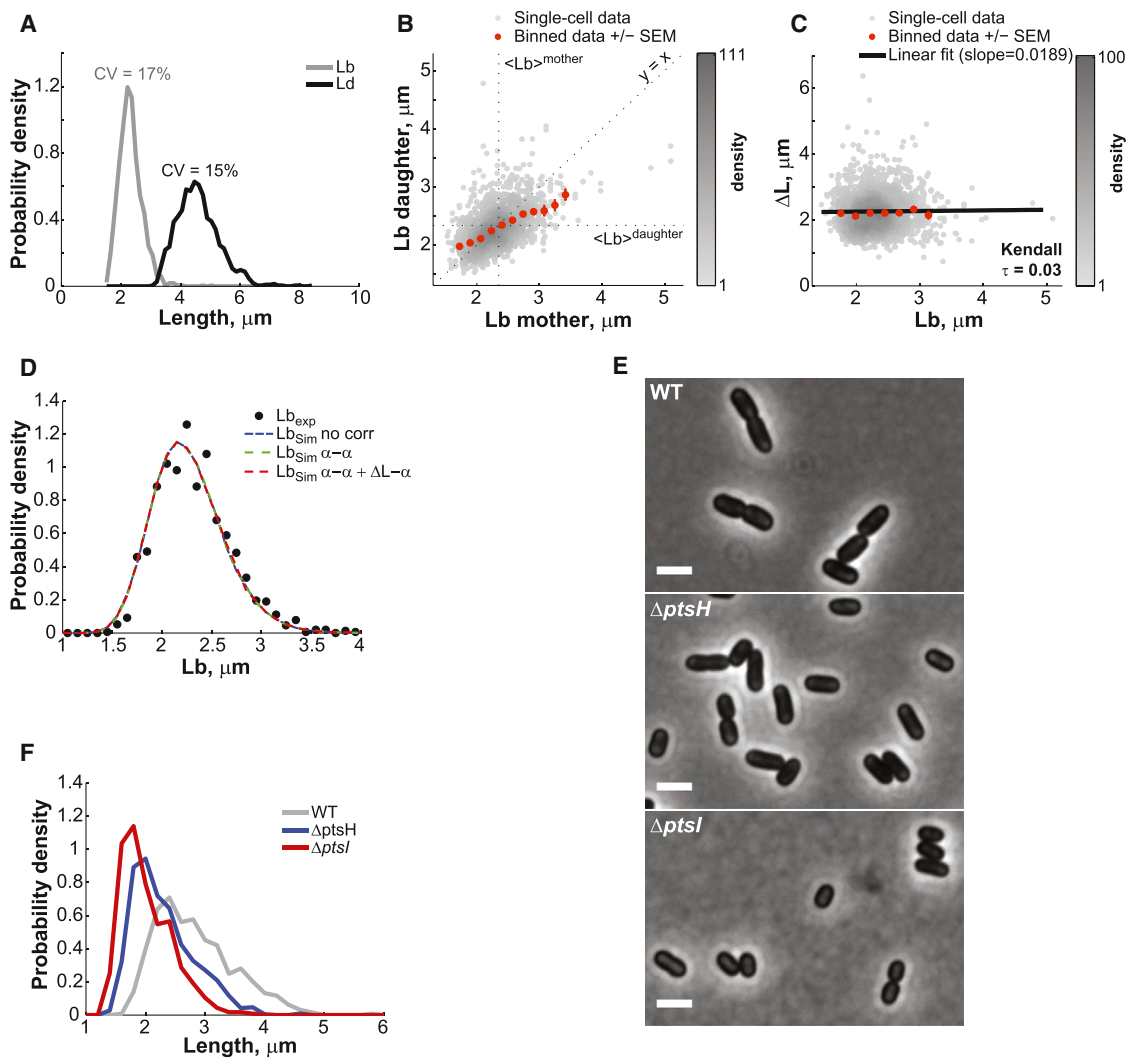 A
CV = 17%
Lb
Ld
CV = 15%
Probability density
1.2
0.8
0.4
0
0 2 4 6 8 10
Length, μm
B
Single-cell data
Binned data +/− SEM
<Lb>mother
y = x
<Lb>daughter
Lb daughter, μm
5
4
3
2
2 3 4 5
Lb mother, μm
111
density
1
C
Single-cell data
Binned data +/− SEM
Linear fit (slope=0.0189)
ΔL, μm
6
4
2
0
Kendall
τ = 0.03
2 3 4 5
Lb, μm
100
density
1
D
Lbexp
LbSim no corr
LbSim α−α
LbSim α−α + ΔL−α
Probability density
1.4
1.2
1
0.8
0.6
0.4
0.2
0
1 1.5 2 2.5 3 3.5 4
Lb, μm
E
WT
ΔptsH
ΔptsI
F
WT
ΔptsH
ΔptsI
Probability density
1.4
1.2
1
0.8
0.6
0.4
0.2
0
1 2 3 4 5 6
Length, μm